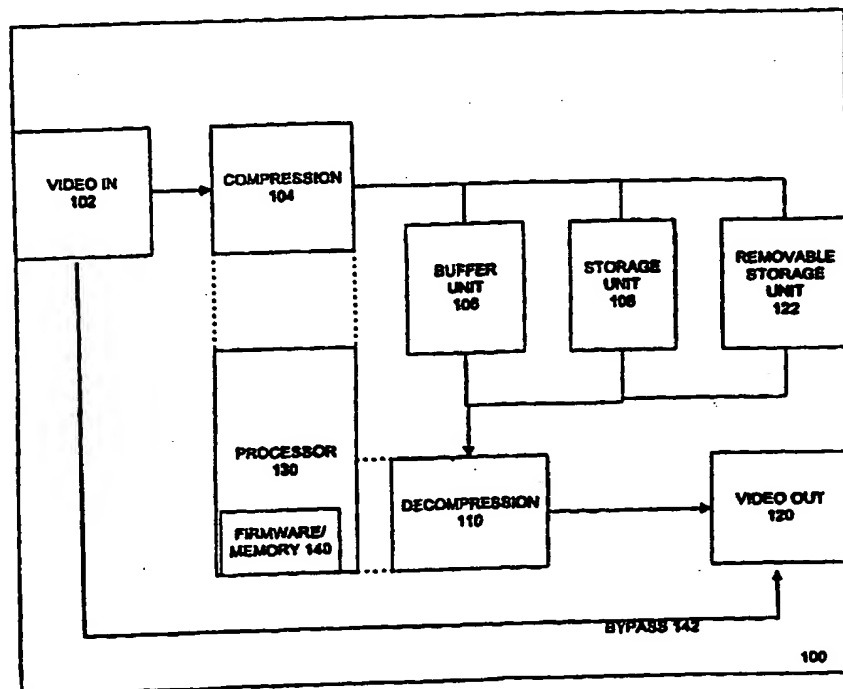 VIDEO IN
102
COMPRESSION
104
BUFFER
UNIT
106
STORAGE
UNIT
108
REMOVABLE
STORAGE
UNIT
122
PROCESSOR
130
FIRMWARE/
MEMORY 140
DECOMPRESSION
110
VIDEO OUT
120
BYPASS 142
100